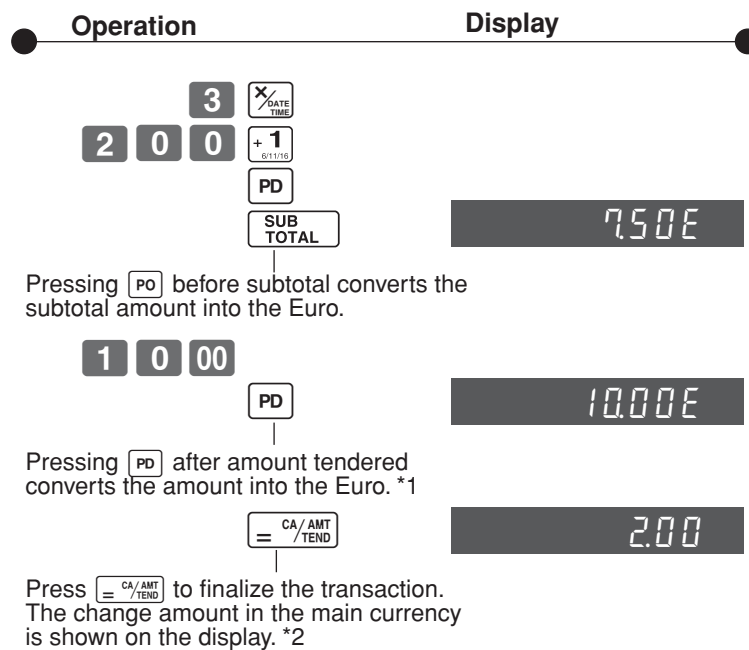 Operation Display
3 ×/DATE TIME
2 0 0 + 1 6/11/16
PD
SUB TOTAL 7.50E
Pressing PO before subtotal converts the
subtotal amount into the Euro.
1 0 00
PD 10.00E
Pressing PD after amount tendered
converts the amount into the Euro. *1
= CA/AMT/TEND 2.00
Press = CA/AMT/TEND to finalize the transaction.
The change amount in the main currency
is shown on the display. *2